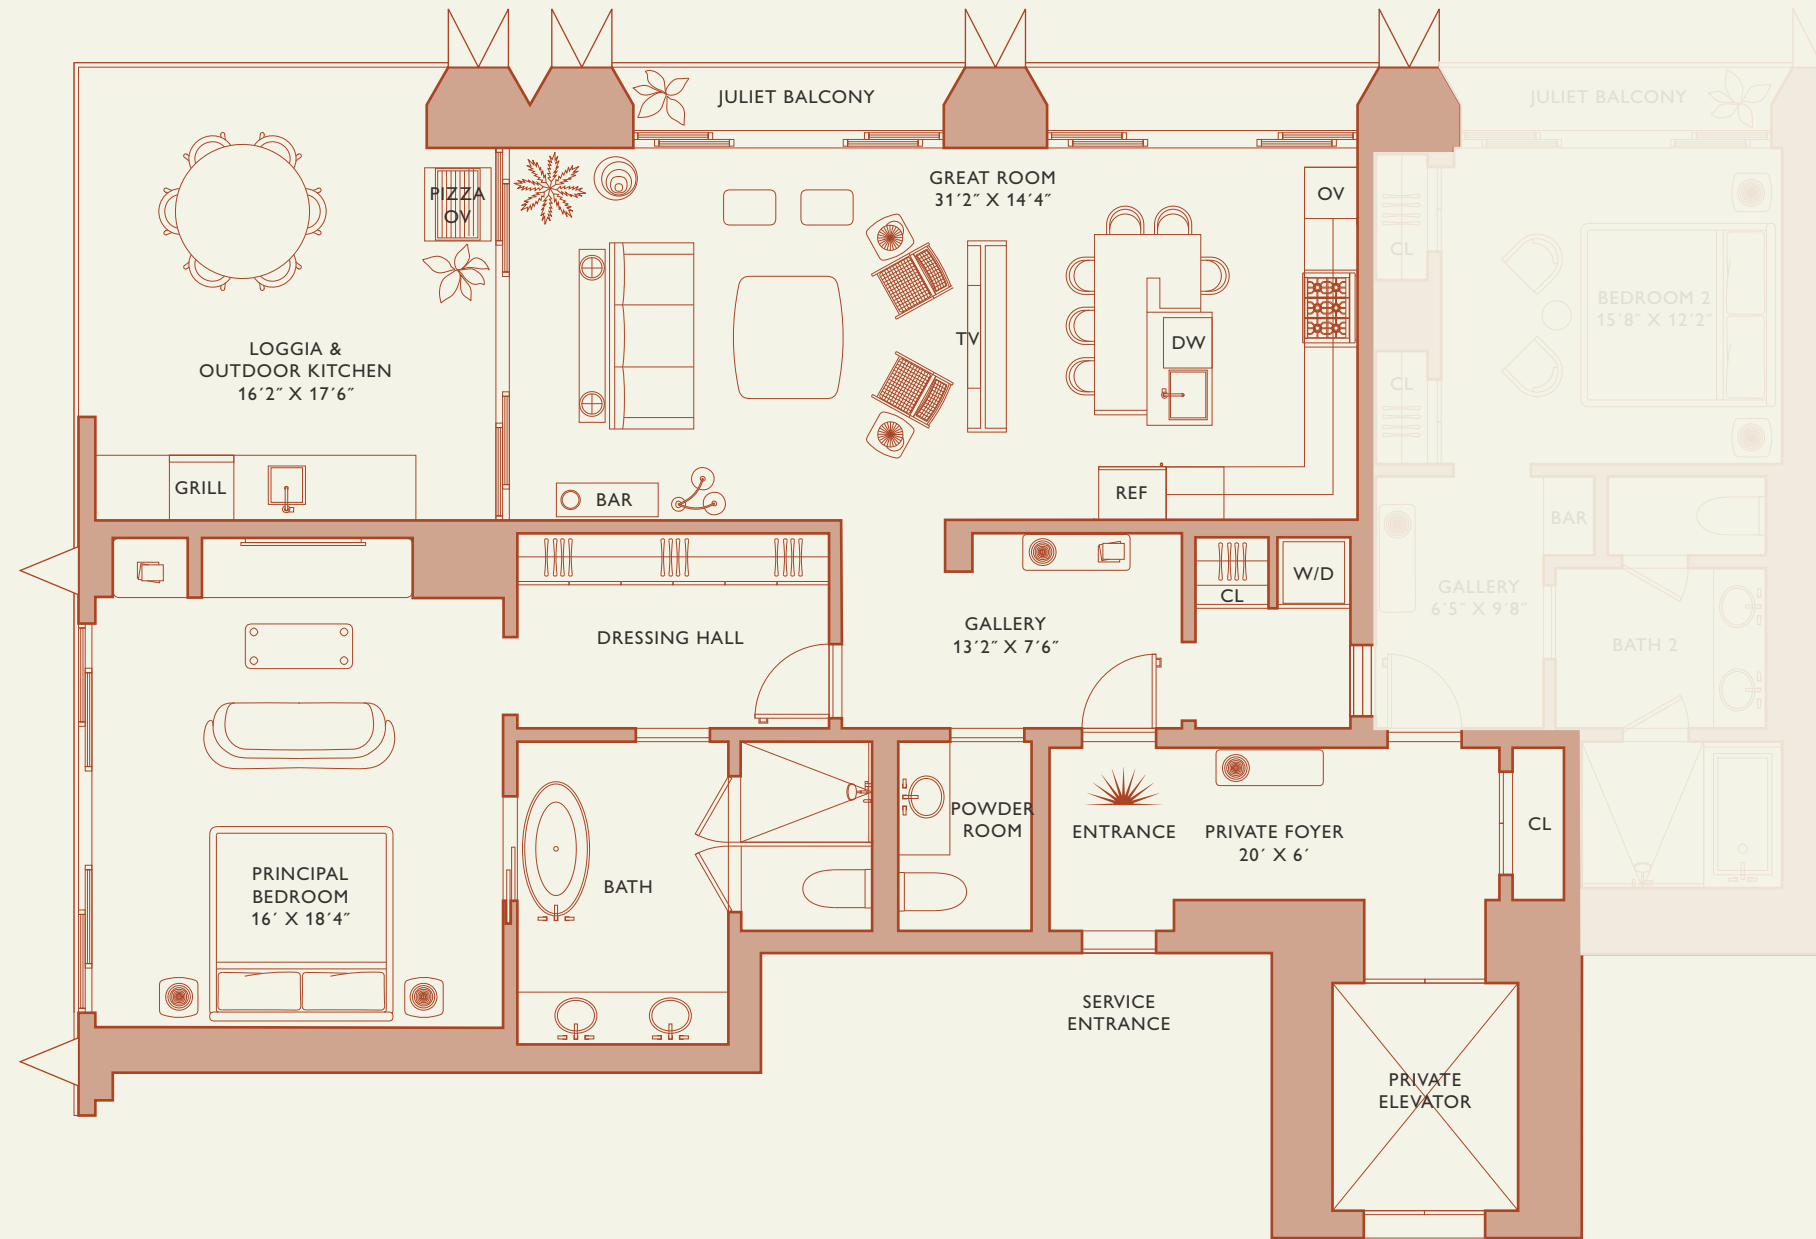 JULIET BALCONY
JULIET BALCONY
PIZZA
OV
GREAT ROOM
31´2˝ X 14´4˝
OV
CL
BEDROOM 2
15´8˝ X 12´2˝
LOGGIA &
OUTDOOR KITCHEN
16´2˝ X 17´6˝
TV
DW
CL
GRILL
BAR
REF
BAR
W/D
CL
GALLERY
6´5˝ X 9´8˝
DRESSING HALL
GALLERY
13´2˝ X 7´6˝
BATH 2
POWDER
ROOM
ENTRANCE
PRIVATE FOYER
20´ X 6´
CL
PRINCIPAL
BEDROOM
16´ X 18´4˝
BATH
SERVICE
ENTRANCE
PRIVATE
ELEVATOR